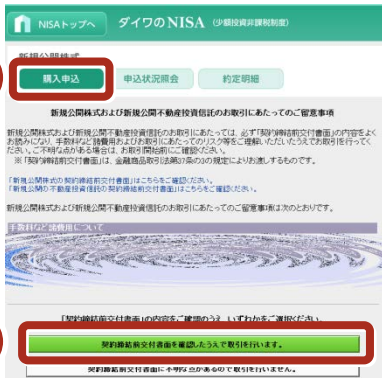 NISAトップへ ダイワのNISA (少額投資非課税制度)
新規公開株式
購入申込 申込状況照会 約定明細
新規公開株式および新規公開不動産投資信託のお取引にあたってのご留意事項
新規公開株式および新規公開不動産投資信託のお取引にあたっては、必ず「契約締結前交付書面」の内容をよく
お読みになり、手数料など諸費用およびお取引にあたってのリスク等をご理解いただいたうえでお取引を行ってく
ださい。ご不明な点がある場合は、お取引開始前にご確認ください。
※「契約締結前交付書面」は、金融商品取引法第37条の3の規定によりお渡しするものです。
「新規公開株式の契約締結前交付書面」はこちらをご確認ください。
「新規公開の不動産投資信託の契約締結前交付書面」はこちらをご確認ください。
新規公開株式および新規公開不動産投資信託のお取引にあたってのご留意事項は次のとおりです。
手数料など諸費用について
「契約締結前交付書面」の内容をご確認のうえ、いずれかをご選択ください。
契約締結前交付書面を確認したうえで取引を行います。
契約締結前交付書面に不明な点があるので取引を行いません。